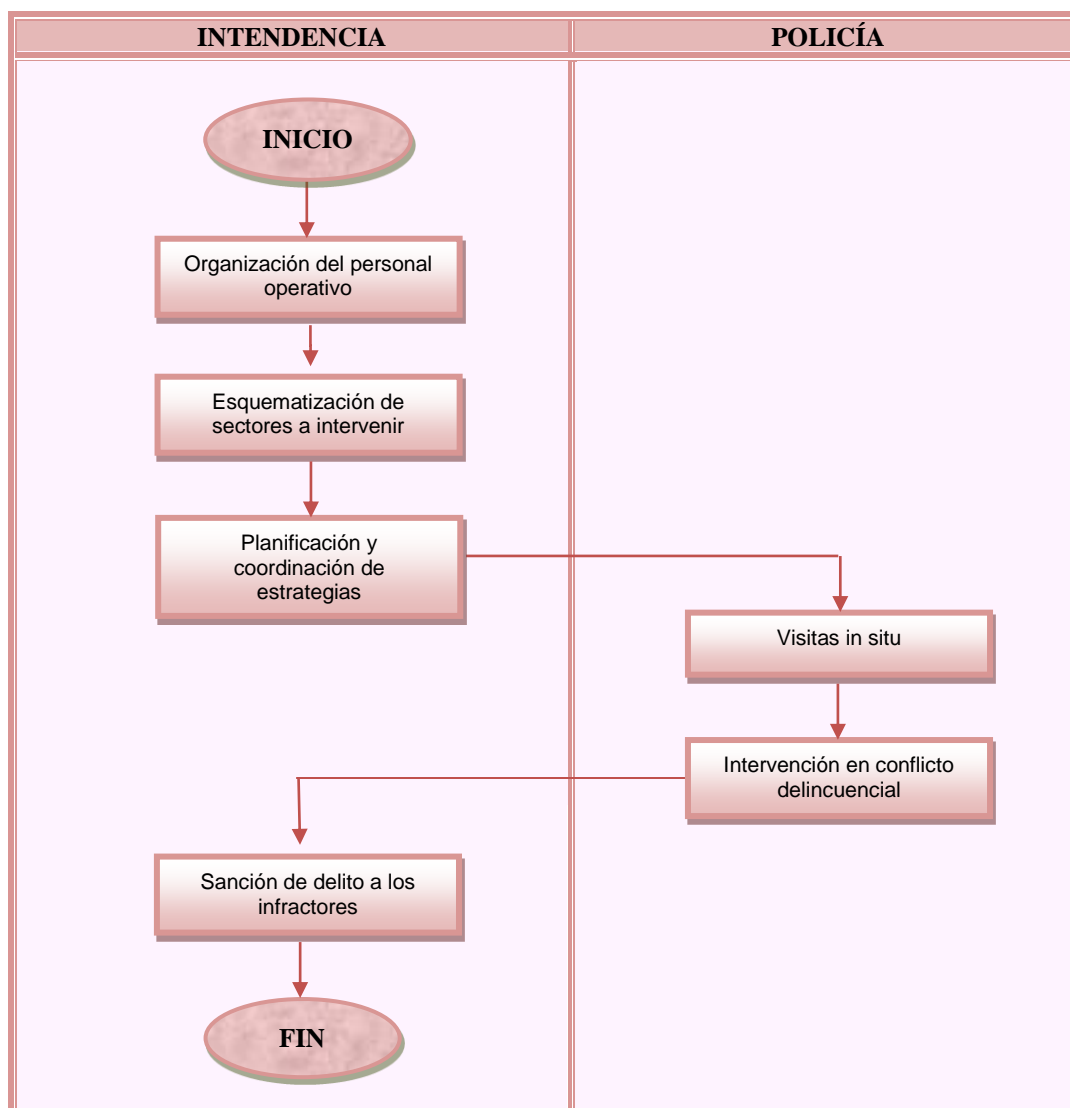 INTENDENCIA
POLICÍA
INICIO
Organización del personal
operativo
Esquematización de
sectores a intervenir
Planificación y
coordinación de
estrategias
Visitas in situ
Intervención en conflicto
delincuencial
Sanción de delito a los
infractores
FIN